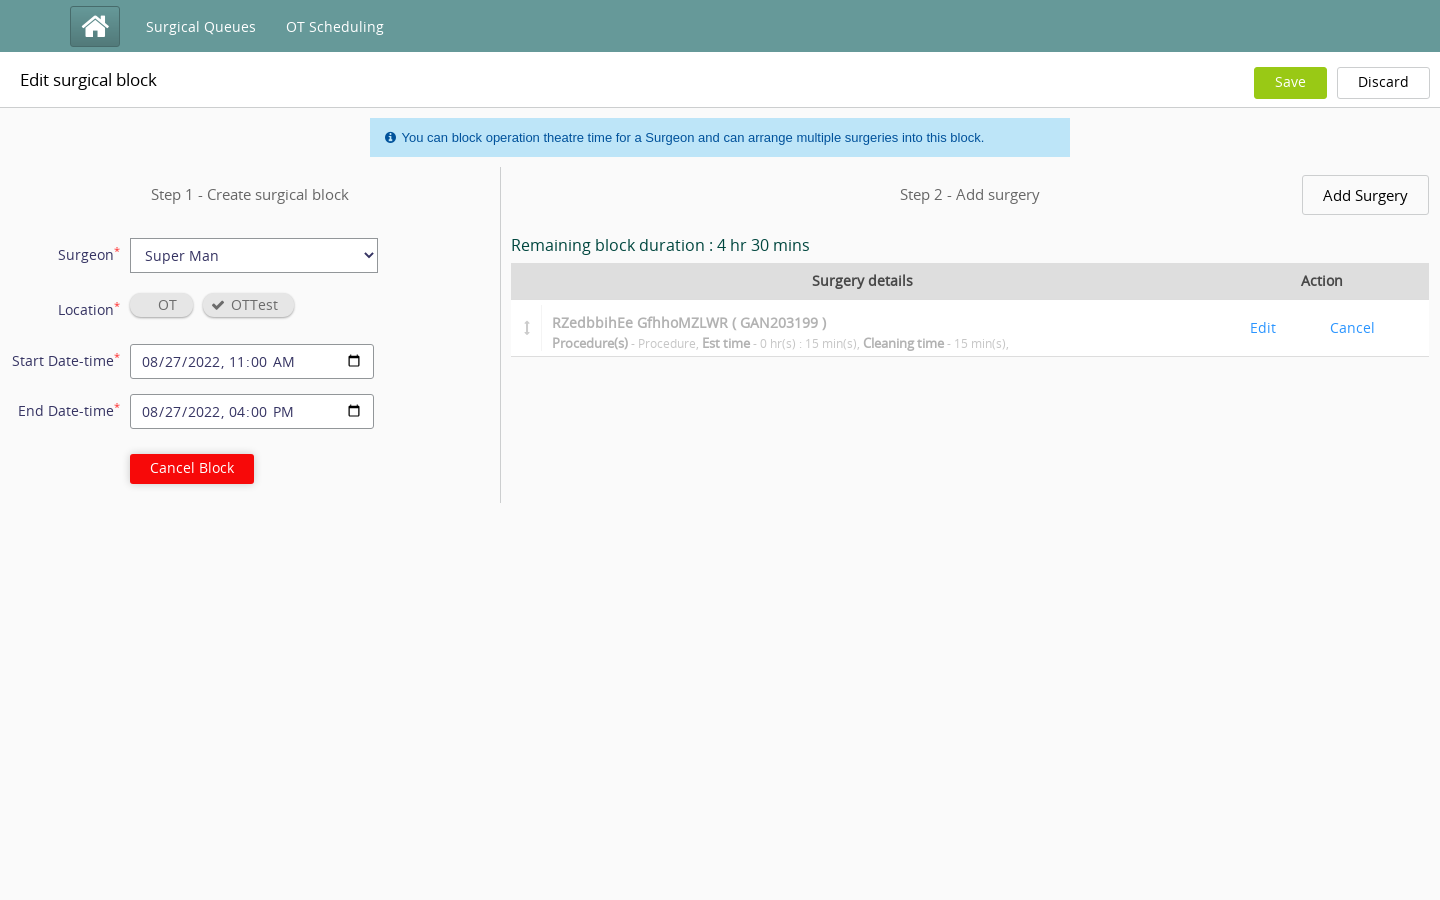 Surgical Queues OT Scheduling
Edit surgical block
Save Discard
You can block operation theatre time for a Surgeon and can arrange multiple surgeries into this block.
Step 1 - Create surgical block
Surgeon*
Super Man
Location*
OT OTTest
Start Date-time*
08/27/2022, 11:00 AM
End Date-time*
08/27/2022, 04:00 PM
Cancel Block
Step 2 - Add surgery
Add Surgery
Remaining block duration : 4 hr 30 mins
Surgery details Action
RZedbbihEe GfhhoMZLWR ( GAN203199 )
Procedure(s) - Procedure, Est time - 0 hr(s) : 15 min(s), Cleaning time - 15 min(s),
Edit Cancel